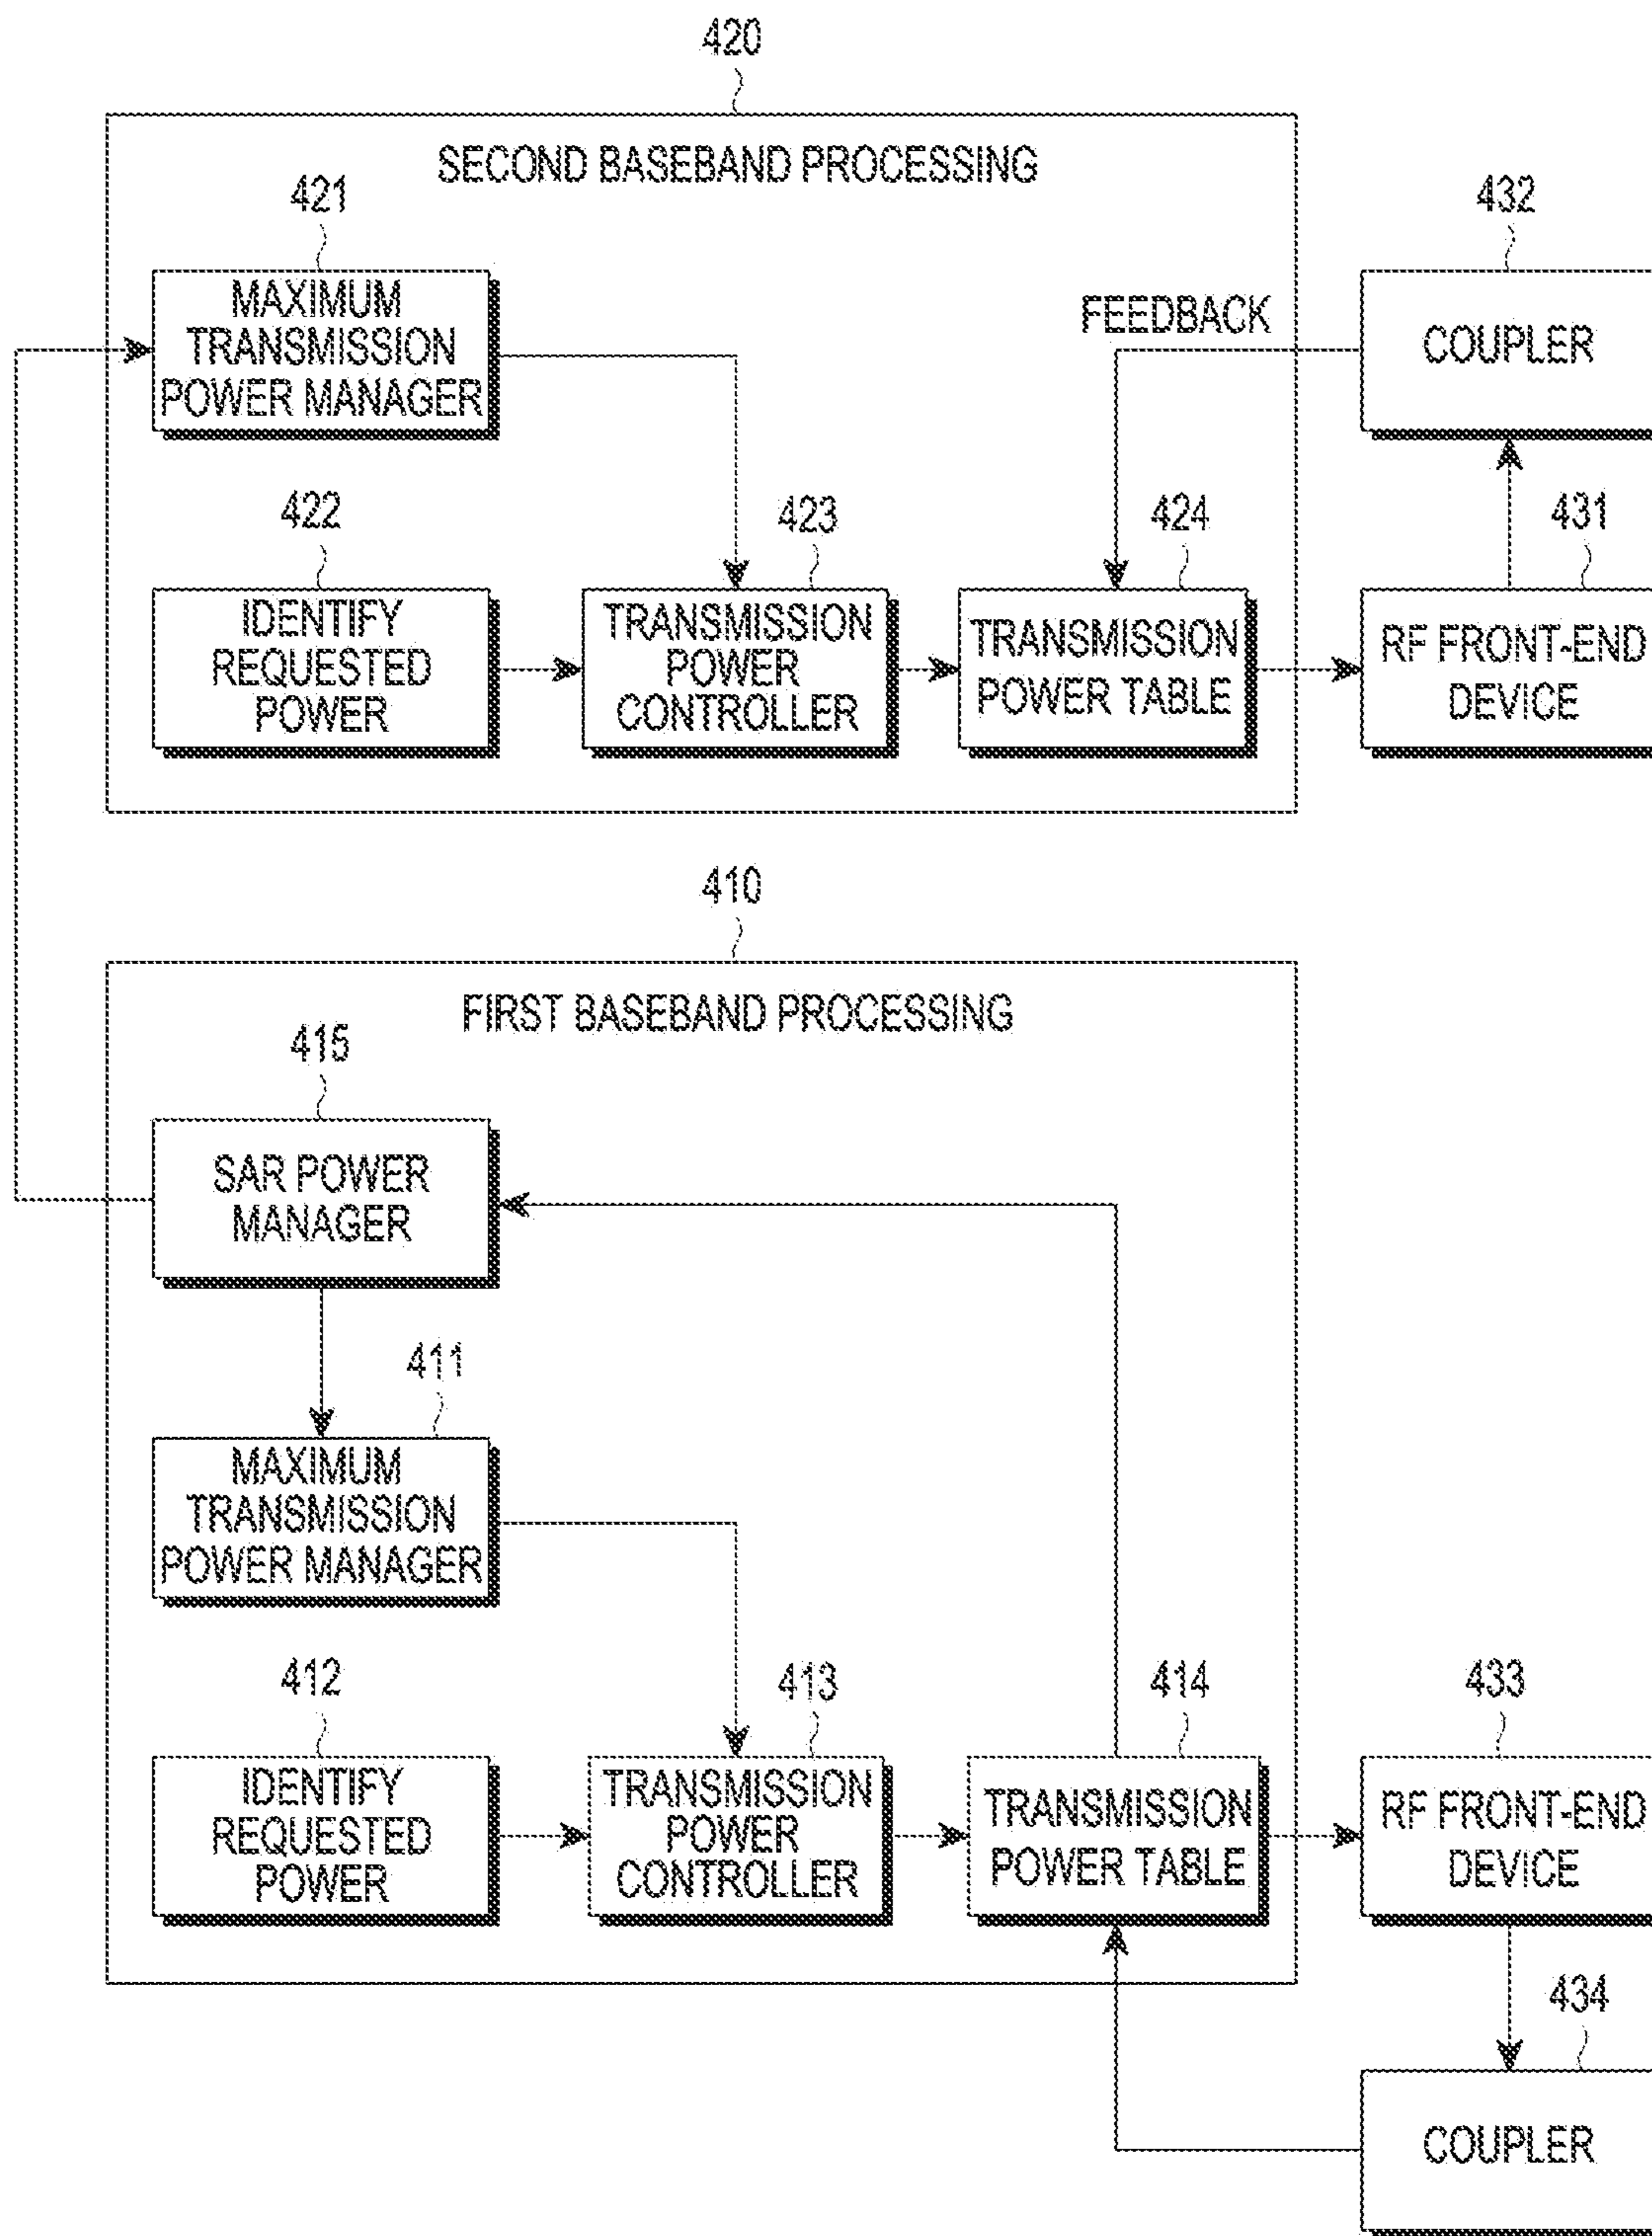 420
SECOND BASEBAND PROCESSING
421
432
MAXIMUM
TRANSMISSION
POWER MANAGER
FEEDBACK
COUPLER
422
423
424
431
IDENTIFY
REQUESTED
POWER
TRANSMISSION
POWER
CONTROLLER
TRANSMISSION
POWER TABLE
RF FRONT-END
DEVICE
410
FIRST BASEBAND PROCESSING
415
SAR POWER
MANAGER
411
MAXIMUM
TRANSMISSION
POWER MANAGER
412
413
414
433
IDENTIFY
REQUESTED
POWER
TRANSMISSION
POWER
CONTROLLER
TRANSMISSION
POWER TABLE
RF FRONT-END
DEVICE
434
COUPLER